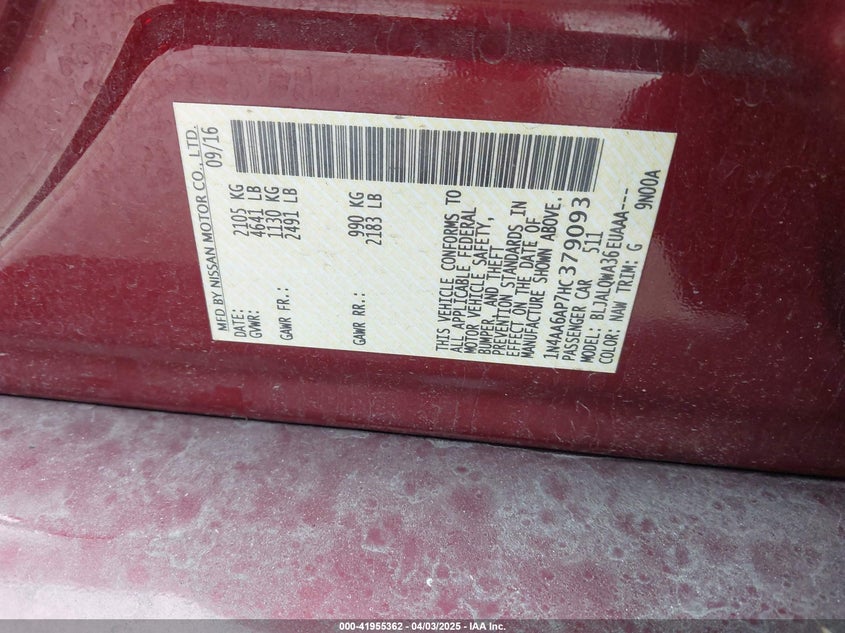 MFD BY NISSAN MOTOR CO., LTD.
DATE: 09/16
GVWR: 2105 KG
4641 LB
GAWR FR.: 1130 KG
2491 LB
GAWR RR.: 990 KG
2183 LB
THIS VEHICLE CONFORMS TO
ALL APPLICABLE FEDERAL
MOTOR VEHICLE SAFETY,
BUMPER, AND THEFT
PREVENTION STANDARDS IN
EFFECT ON THE DATE OF
MANUFACTURE SHOWN ABOVE.
1N4AA6AP7HC379093
PASSENGER CAR 511
MODEL: BLJALQWA36EUAAA----
COLOR: NAW TRIM: G 9N00A
000-41955362 | 04/03/2025 - IAA Inc.